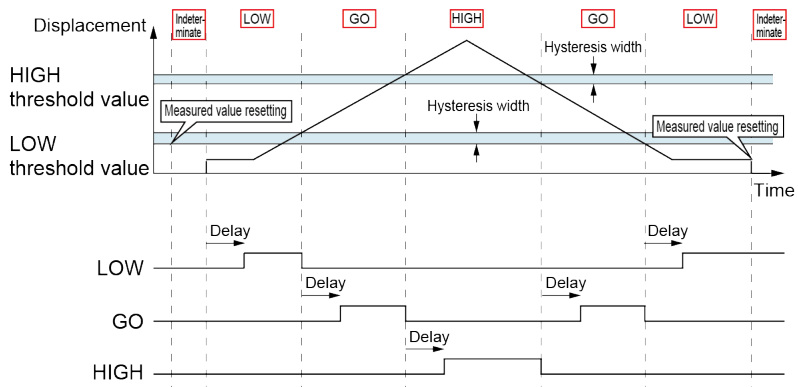 Displacement
Indeter-
minate
LOW
GO
HIGH
GO
LOW
Indeter-
minate
Hysteresis width
HIGH
threshold value
Measured value resetting
Hysteresis width
Measured value resetting
LOW
threshold value
Time
Delay
Delay
LOW
Delay
Delay
GO
Delay
HIGH